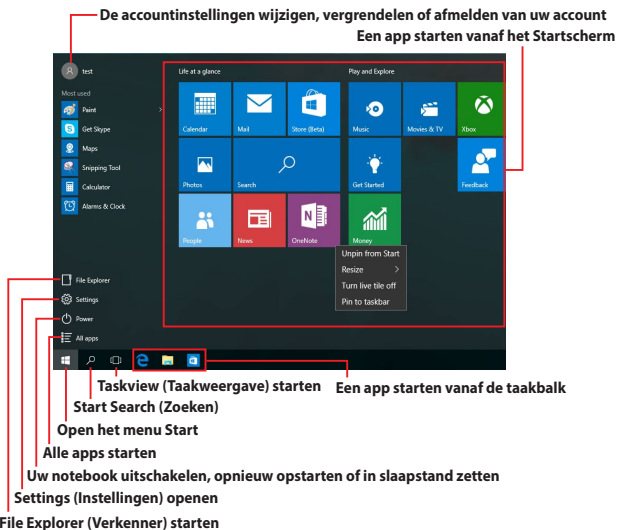 De accountinstellingen wijzigen, vergrendelen of afmelden van uw account
Een app starten vanaf het Startscherm
test
Life at a glance
Play and Explore
Most used
Paint
Get Skype
Maps
Snipping Tool
Calculator
Alarms & Clock
Calendar
Mail
Store (Beta)
Music
Movies & TV
Xbox
Photos
Search
Get Started
Feedback
People
News
OneNote
Money
Unpin from Start
Resize
Turn live tile off
Pin to taskbar
File Explorer
Settings
Power
All apps
Taskview (Taakweergave) starten
Een app starten vanaf de taakbalk
Start Search (Zoeken)
Open het menu Start
Alle apps starten
Uw notebook uitschakelen, opnieuw opstarten of in slaapstand zetten
Settings (Instellingen) openen
File Explorer (Verkenner) starten